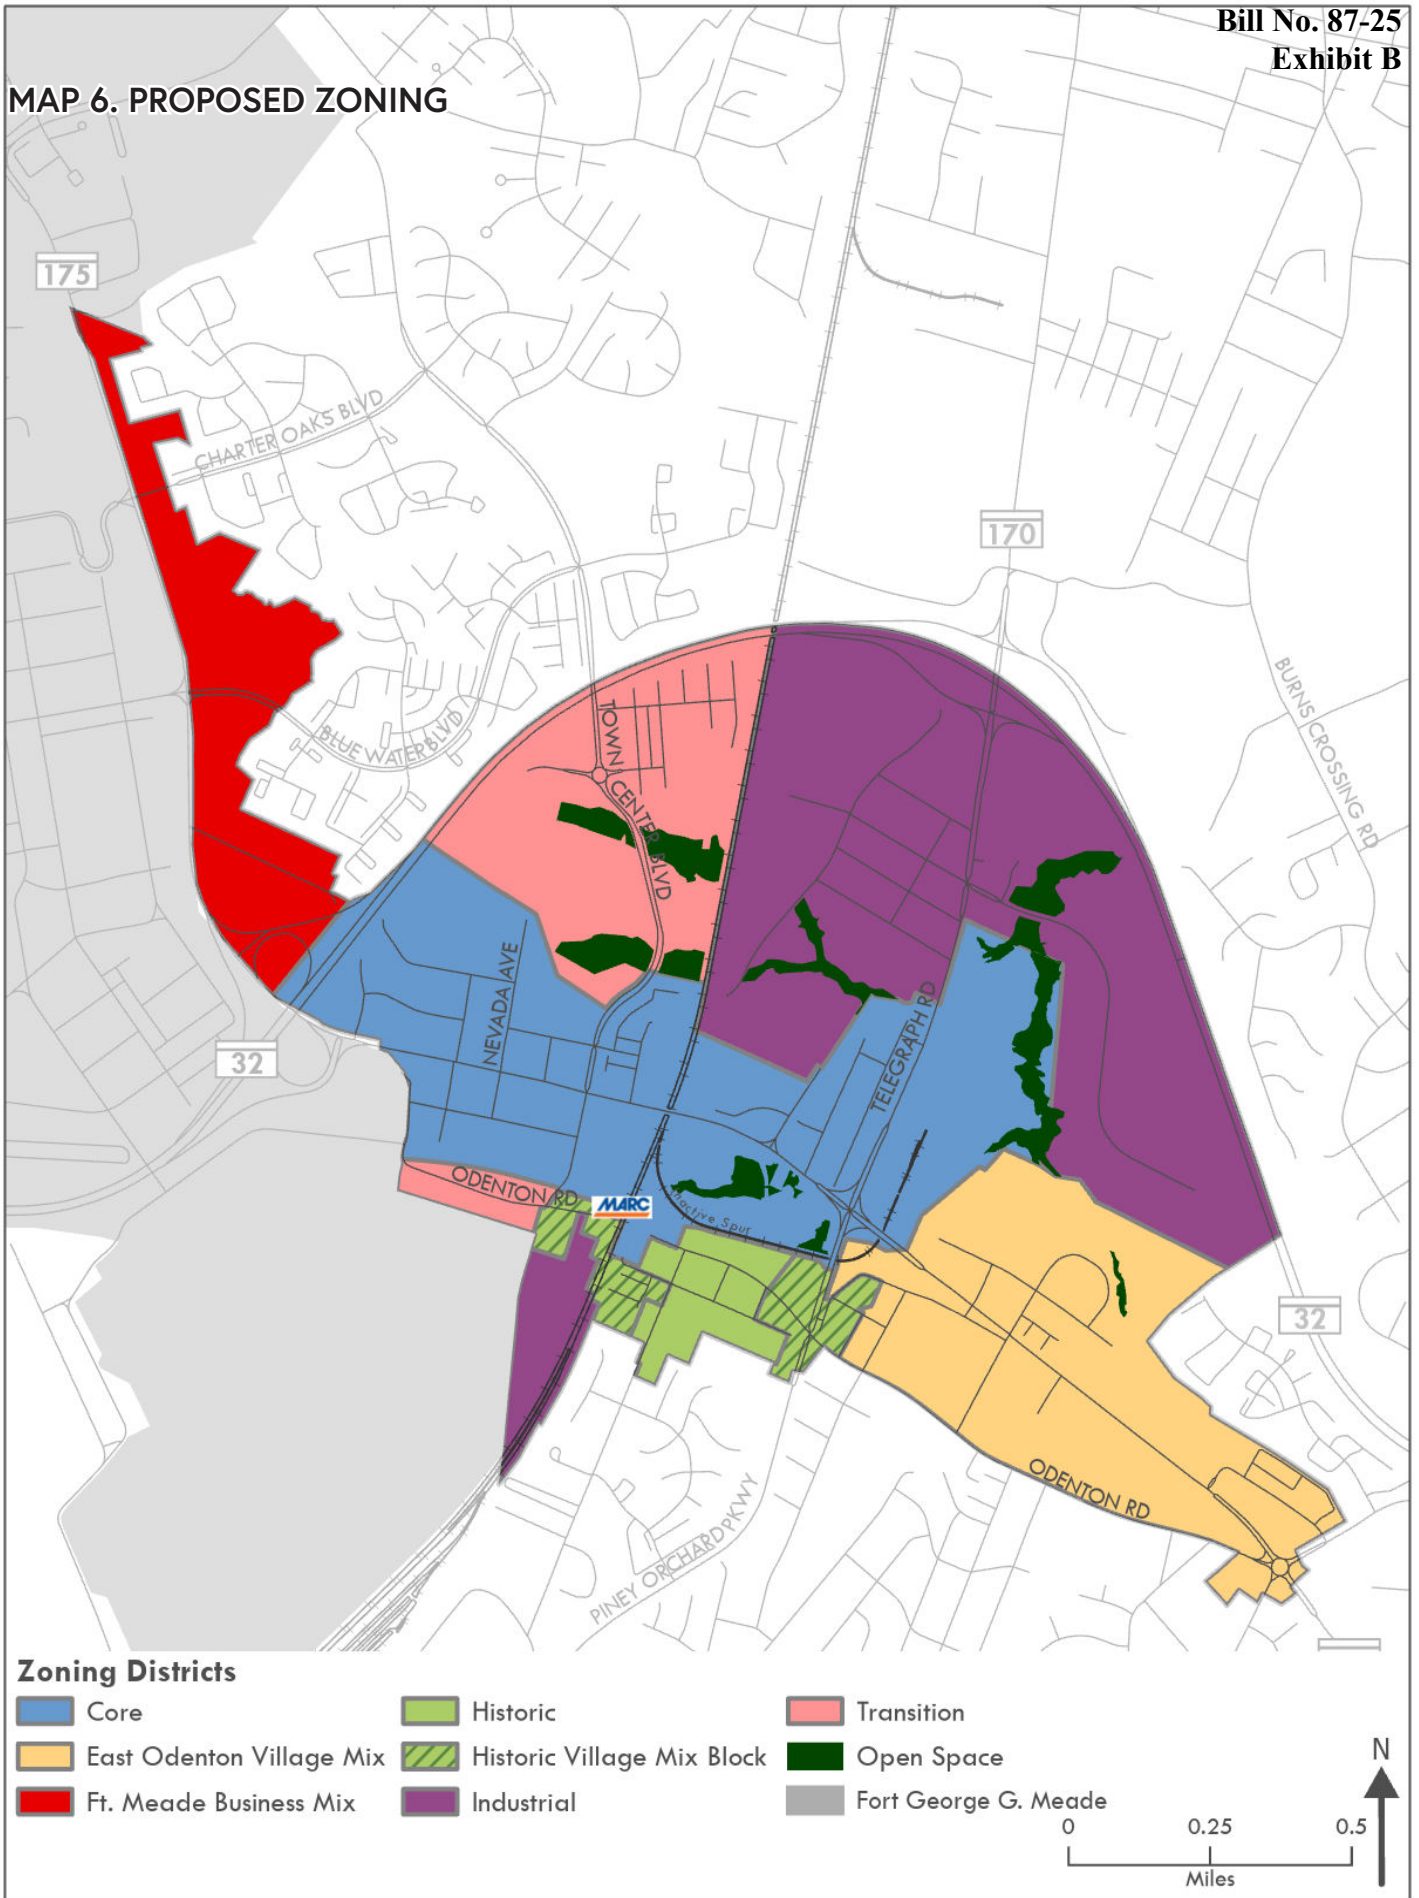 Bill No. 87-25
Exhibit B
MAP 6. PROPOSED ZONING
175
CHARTER OAKS BLVD
170
BURNS CROSSING RD
BLUE WATER BLVD
TOWN CENTER BLVD
NEVADA AVE
TELEGRAPH RD
32
ODENTON RD
MARC
Inactive Spur
32
ODENTON RD
PINEY ORCHARD PKWY
Zoning Districts
Core
Historic
Transition
East Odenton Village Mix
Historic Village Mix Block
Open Space
Ft. Meade Business Mix
Industrial
Fort George G. Meade
N
0 0.25 0.5
Miles